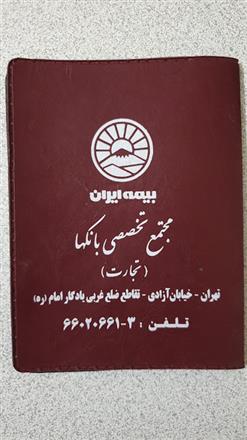 بیمه ایران
مجتمع تخصصی بانکها
(تجارت)
تهران - خیابان آزادی - تقاطع ضلع غربی یادگار امام (ره)
تلفن : ۳-۶۶۰۲۰۶۶۱